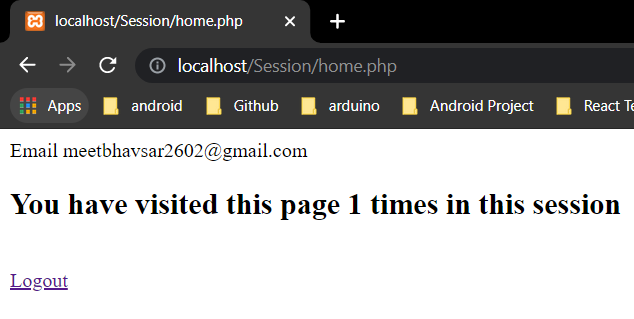 localhost/Session/home.php
localhost/Session/home.php
Apps android Github arduino Android Project React Te
Email meetbhavsar2602@gmail.com
You have visited this page 1 times in this session
Logout